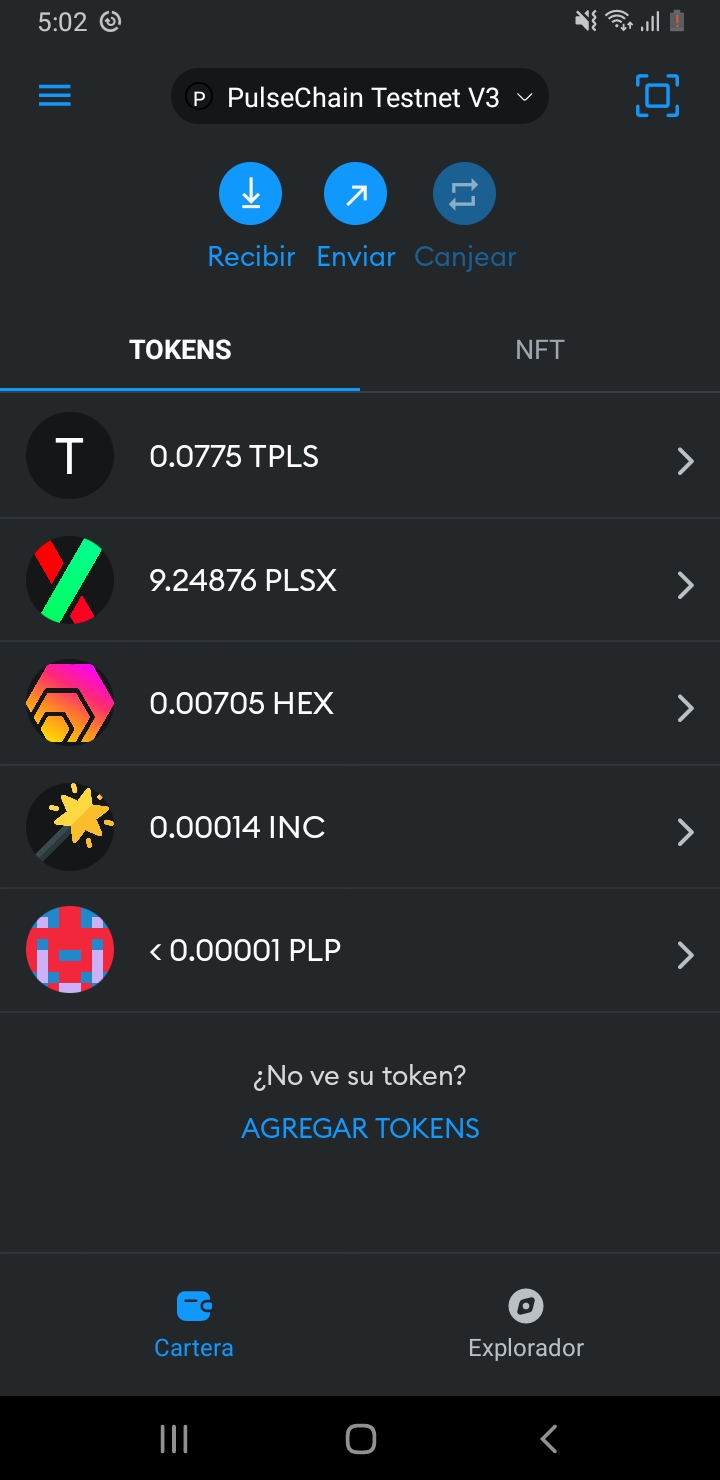 5:02
P PulseChain Testnet V3
Recibir Enviar Canjear
TOKENS NFT
T 0.0775 TPLS
9.24876 PLSX
0.00705 HEX
0.00014 INC
< 0.00001 PLP
¿No ve su token?
AGREGAR TOKENS
Cartera Explorador